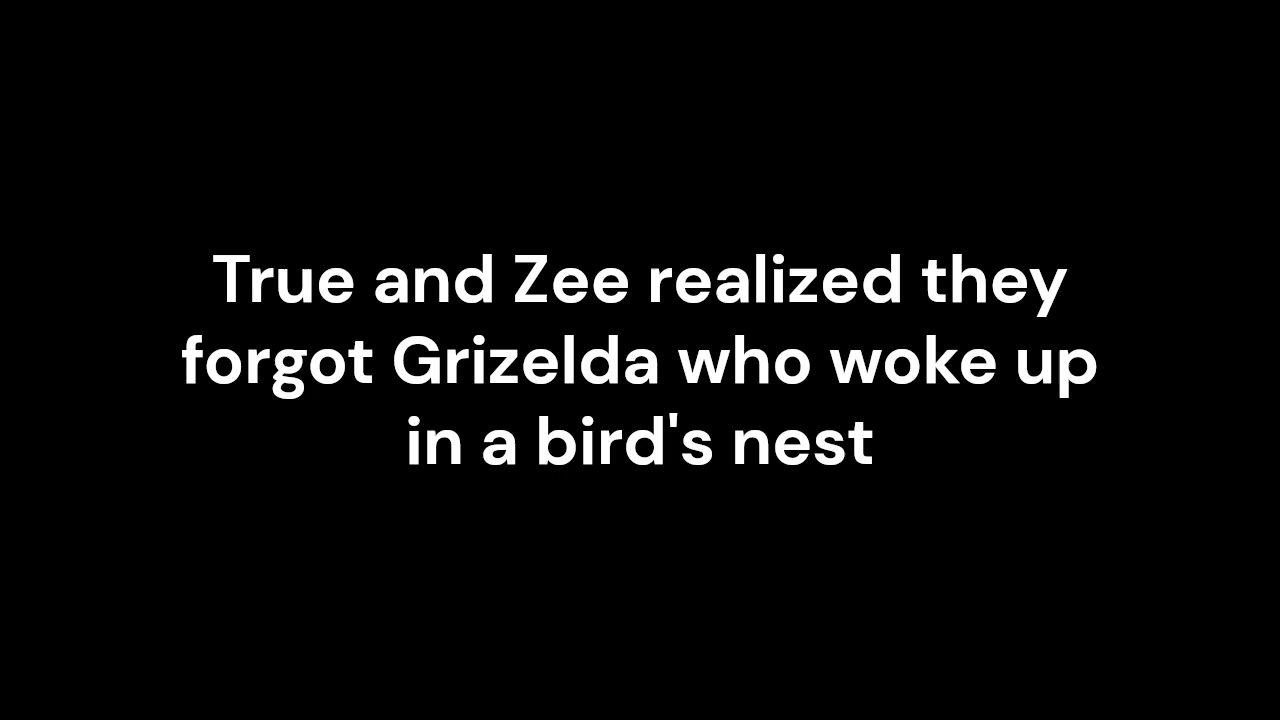 True and Zee realized they
forgot Grizelda who woke up
in a bird's nest